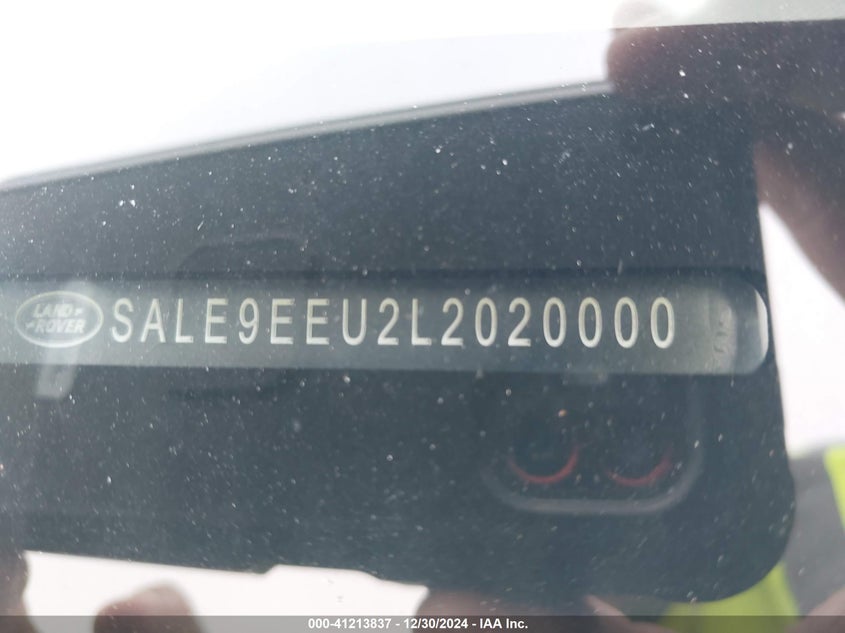 LAND
ROVER
SALE9EEU2L2020000
000-41213837 - 12/30/2024 - IAA Inc.